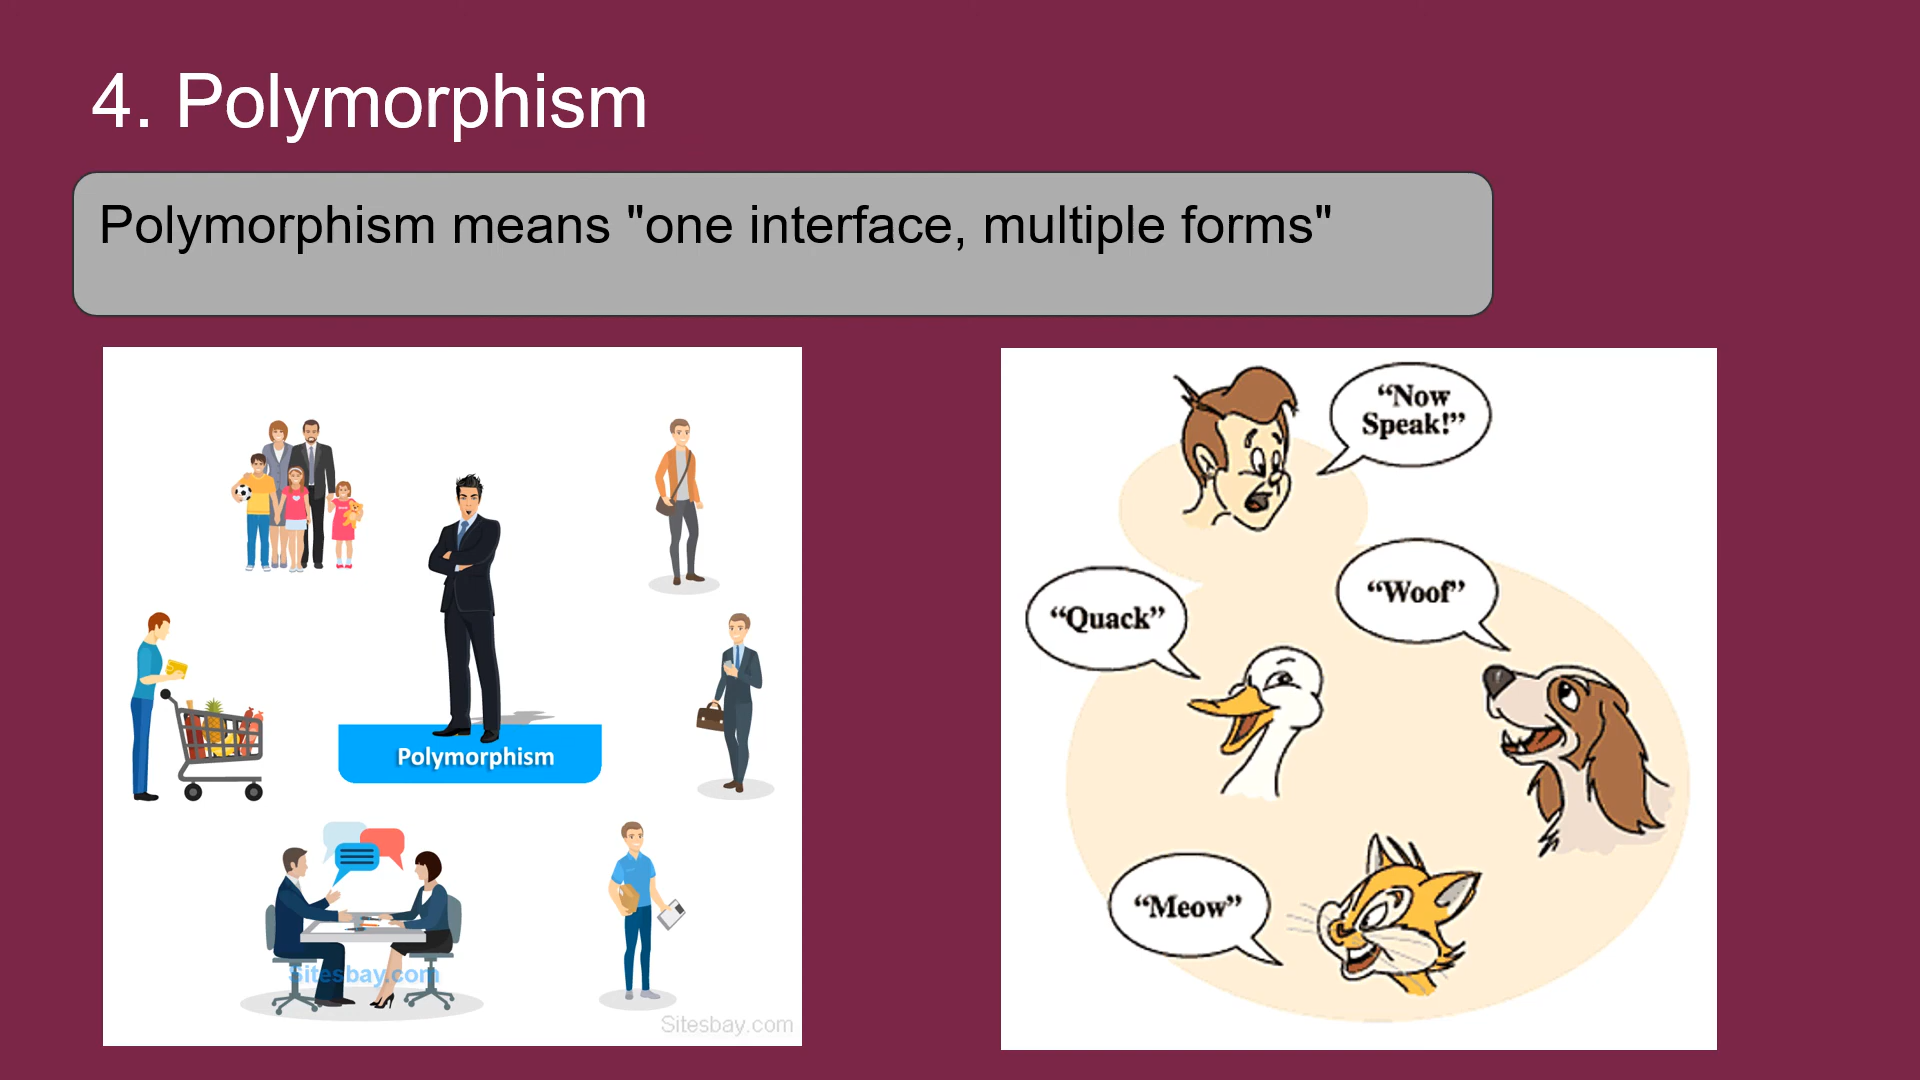 4. Polymorphism
Polymorphism means "one interface, multiple forms"
Polymorphism
Sitesbay.com
Sitesbay.com
“Now
Speak!”
“Quack”
“Woof”
“Meow”